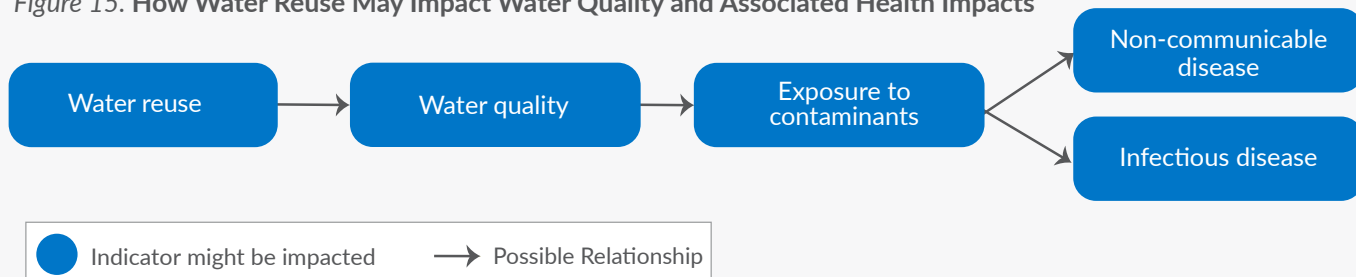 Figure 15. How Water Reuse May Impact Water Quality and Associated Health Impacts
Water reuse
Water quality
Exposure to
contaminants
Non-communicable
disease
Infectious disease
Indicator might be impacted
Possible Relationship